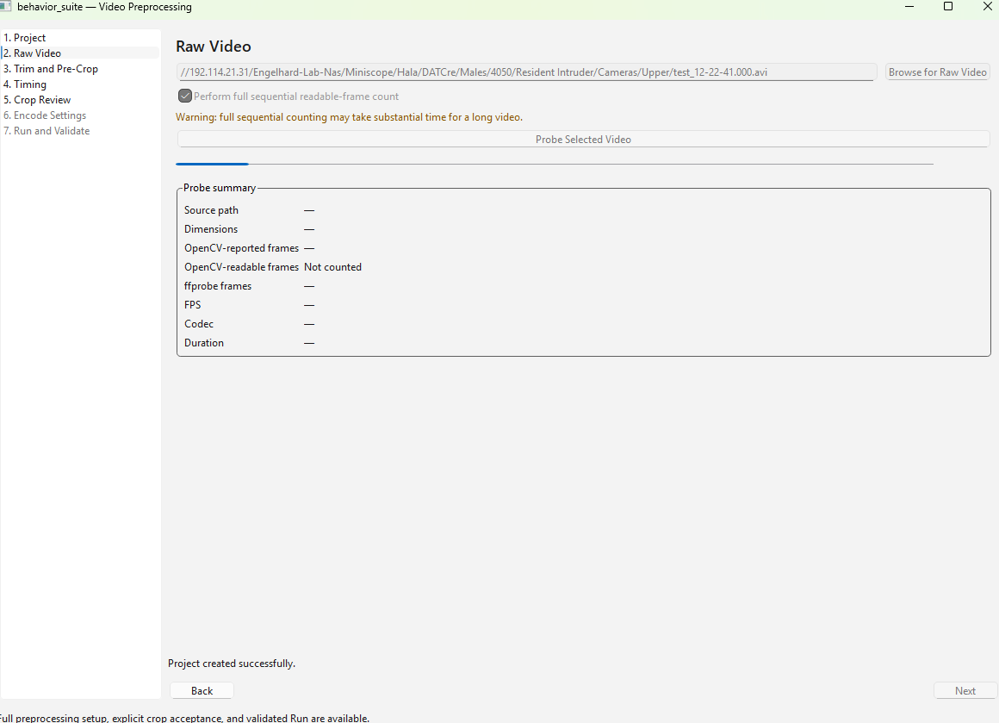 behavior_suite — Video Preprocessing
1. Project
2. Raw Video
3. Trim and Pre-Crop
4. Timing
5. Crop Review
6. Encode Settings
7. Run and Validate
Raw Video
//192.114.21.31/Engelhard-Lab-Nas/Miniscope/Hala/DATCre/Males/4050/Resident Intruder/Cameras/Upper/test_12-22-41.000.avi
Browse for Raw Video
Perform full sequential readable-frame count
Warning: full sequential counting may take substantial time for a long video.
Probe Selected Video
Probe summary
Source path —
Dimensions —
OpenCV-reported frames —
OpenCV-readable frames Not counted
ffprobe frames —
FPS —
Codec —
Duration —
Project created successfully.
Back
Next
Full preprocessing setup, explicit crop acceptance, and validated Run are available.